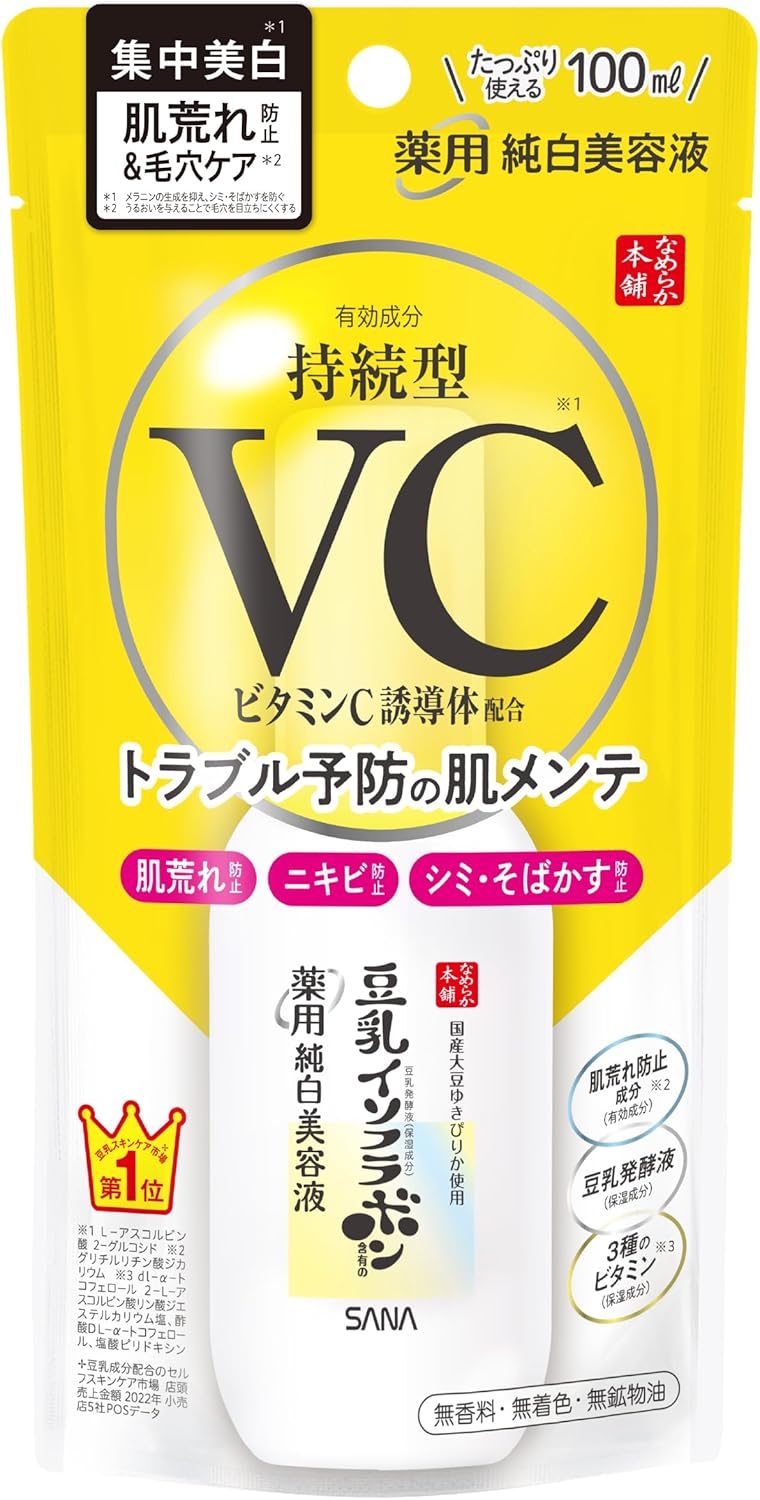 集中美白*1
肌荒れ防止
&毛穴ケア*2
*1 メラニンの生成を抑え、シミ・そばかすを防ぐ
*2 うるおいを与えることで毛穴を目立ちにくくする
たっぷり
使える
100ml
薬用 純白美容液
なめらか
本舗
有効成分
持続型
VC※1
ビタミンC誘導体配合
トラブル予防の肌メンテ
肌荒れ防止
ニキビ防止
シミ・そばかす防止
なめらか
本舗
国産大豆ゆきぴりか使用
豆乳イソフラボン
含有の
豆乳発酵液(保湿成分)
薬用 純白美容液
SANA
肌荒れ防止
成分※2
(有効成分)
豆乳発酵液
(保湿成分)
3種の※3
ビタミン
(保湿成分)
豆乳スキンケア市場※
第1位
※1 L-アスコルビン
酸 2-グルコシド ※2
グリチルリチン酸ジカ
リウム ※3 dl-α-ト
コフェロール 2-L-ア
スコルビン酸リン酸ジエ
ステルカリウム塩、酢
酸DL-α-トコフェロー
ル、塩酸ピリドキシン
✢豆乳成分配合のセル
フスキンケア市場 店頭
売上金額 2022年 小売
店5社POSデータ
無香料・無着色・無鉱物油